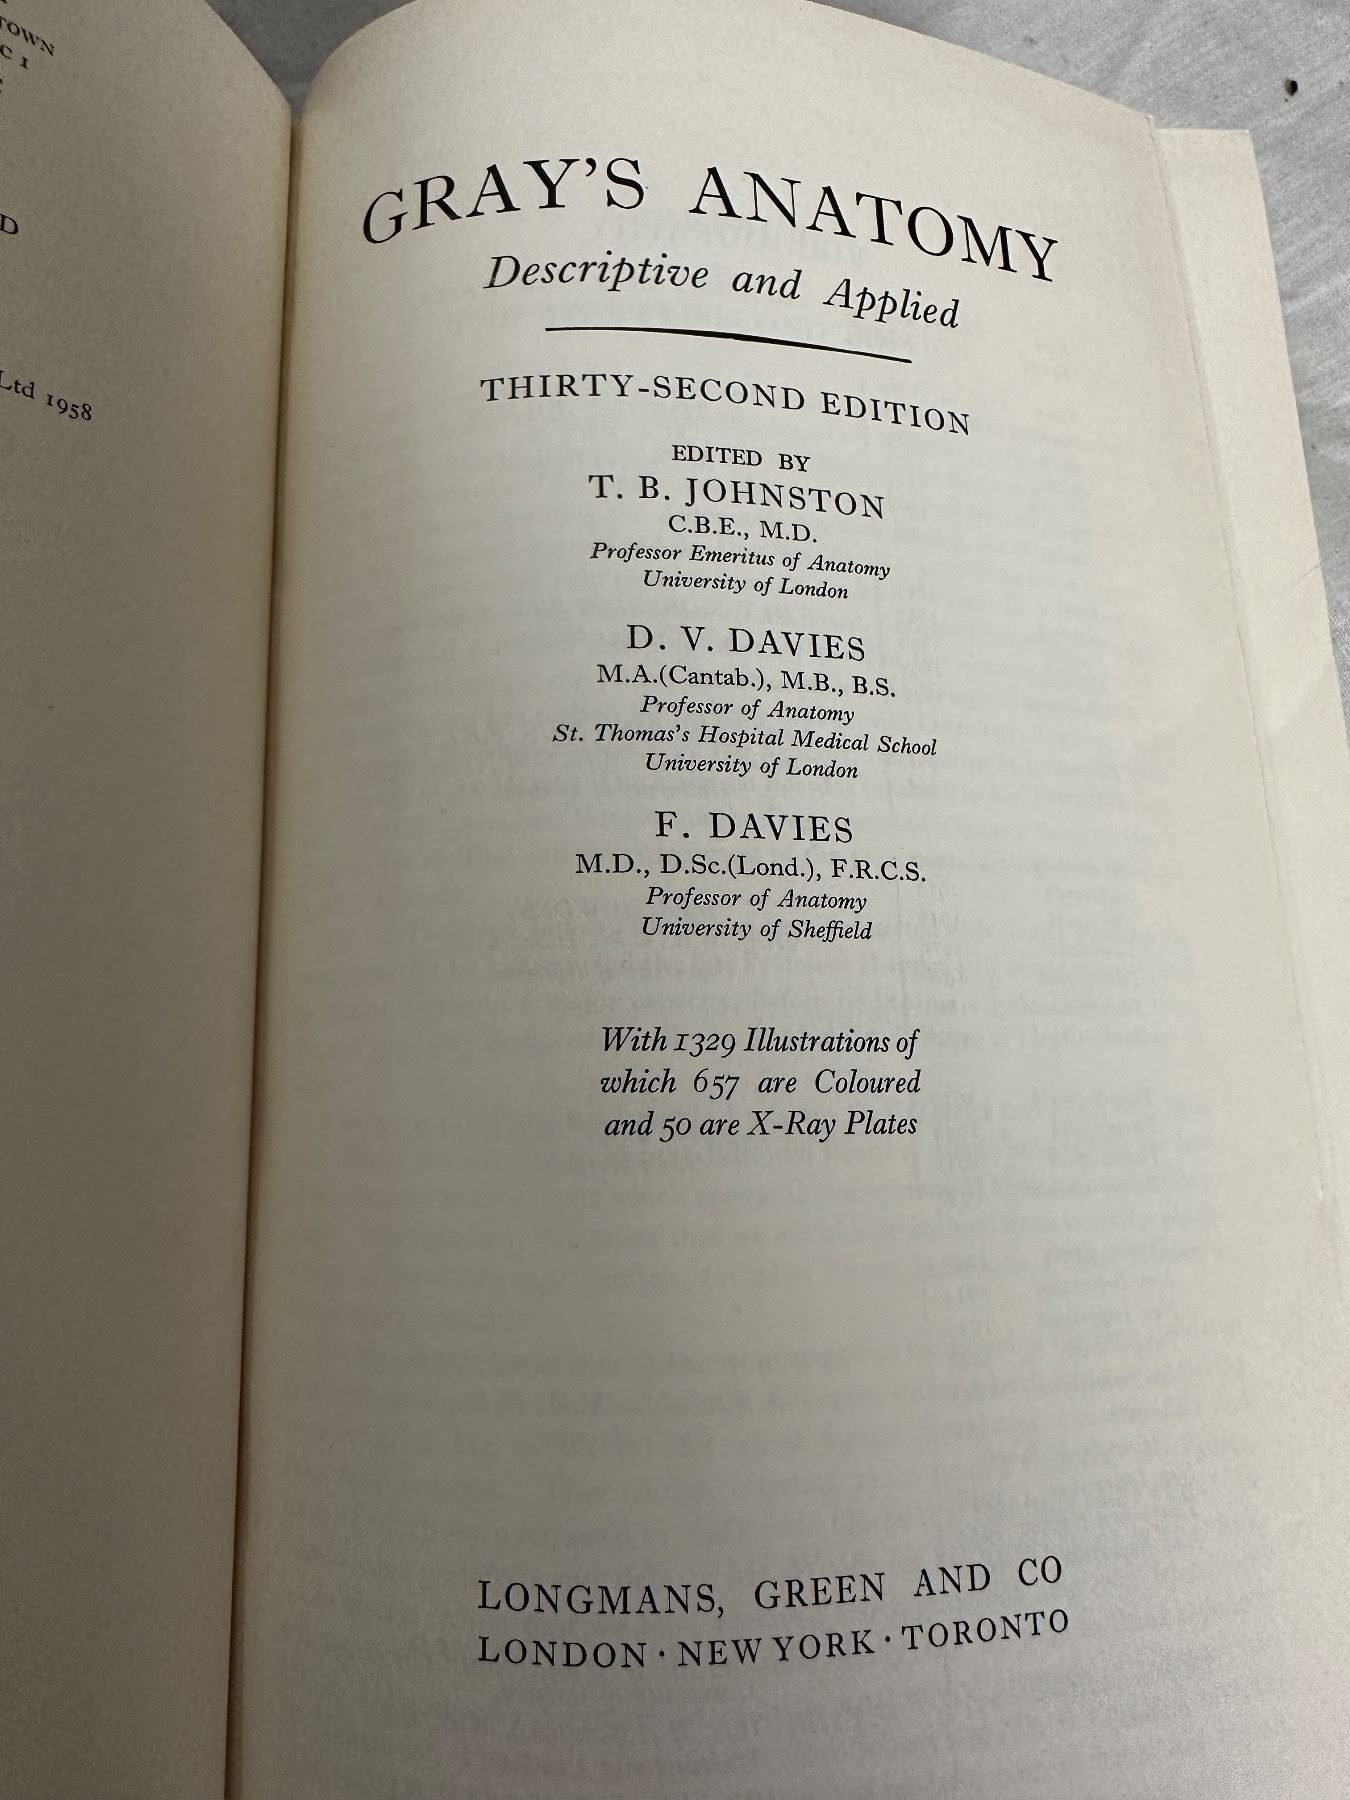 TOWN
C 1
D
Ltd 1958
GRAY'S ANATOMY
Descriptive and Applied
THIRTY-SECOND EDITION
EDITED BY
T. B. JOHNSTON
C.B.E., M.D.
Professor Emeritus of Anatomy
University of London
D. V. DAVIES
M.A.(Cantab.), M.B., B.S.
Professor of Anatomy
St. Thomas's Hospital Medical School
University of London
F. DAVIES
M.D., D.Sc.(Lond.), F.R.C.S.
Professor of Anatomy
University of Sheffield
With 1329 Illustrations of
which 657 are Coloured
and 50 are X-Ray Plates
LONGMANS, GREEN AND CO
LONDON · NEW YORK · TORONTO